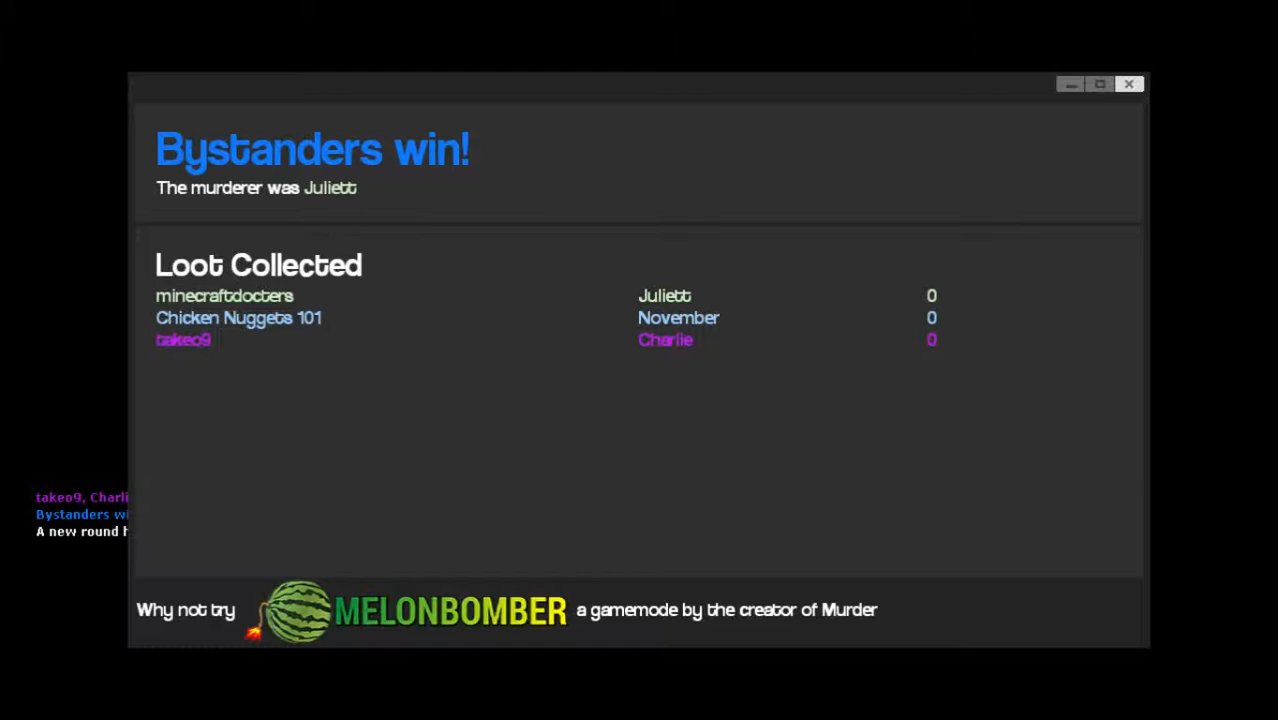 Bystanders win!
The murderer was Juliett
Loot Collected
minecraftdocters Juliett 0
Chicken Nuggets 101 November 0
takeo9 Charlie 0
takeo9, Charli
Bystanders wi
A new round h
Why not try MELONBOMBER a gamemode by the creator of Murder